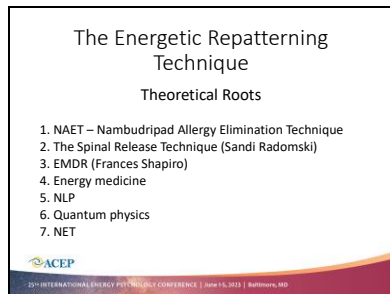 The Energetic Repatterning
Technique
Theoretical Roots
1. NAET – Nambudripad Allergy Elimination Technique
2. The Spinal Release Technique (Sandi Radomski)
3. EMDR (Frances Shapiro)
4. Energy medicine
5. NLP
6. Quantum physics
7. NET
ACEP
25TH INTERNATIONAL ENERGY PSYCHOLOGY CONFERENCE | June 1-5, 2023 | Baltimore, MD